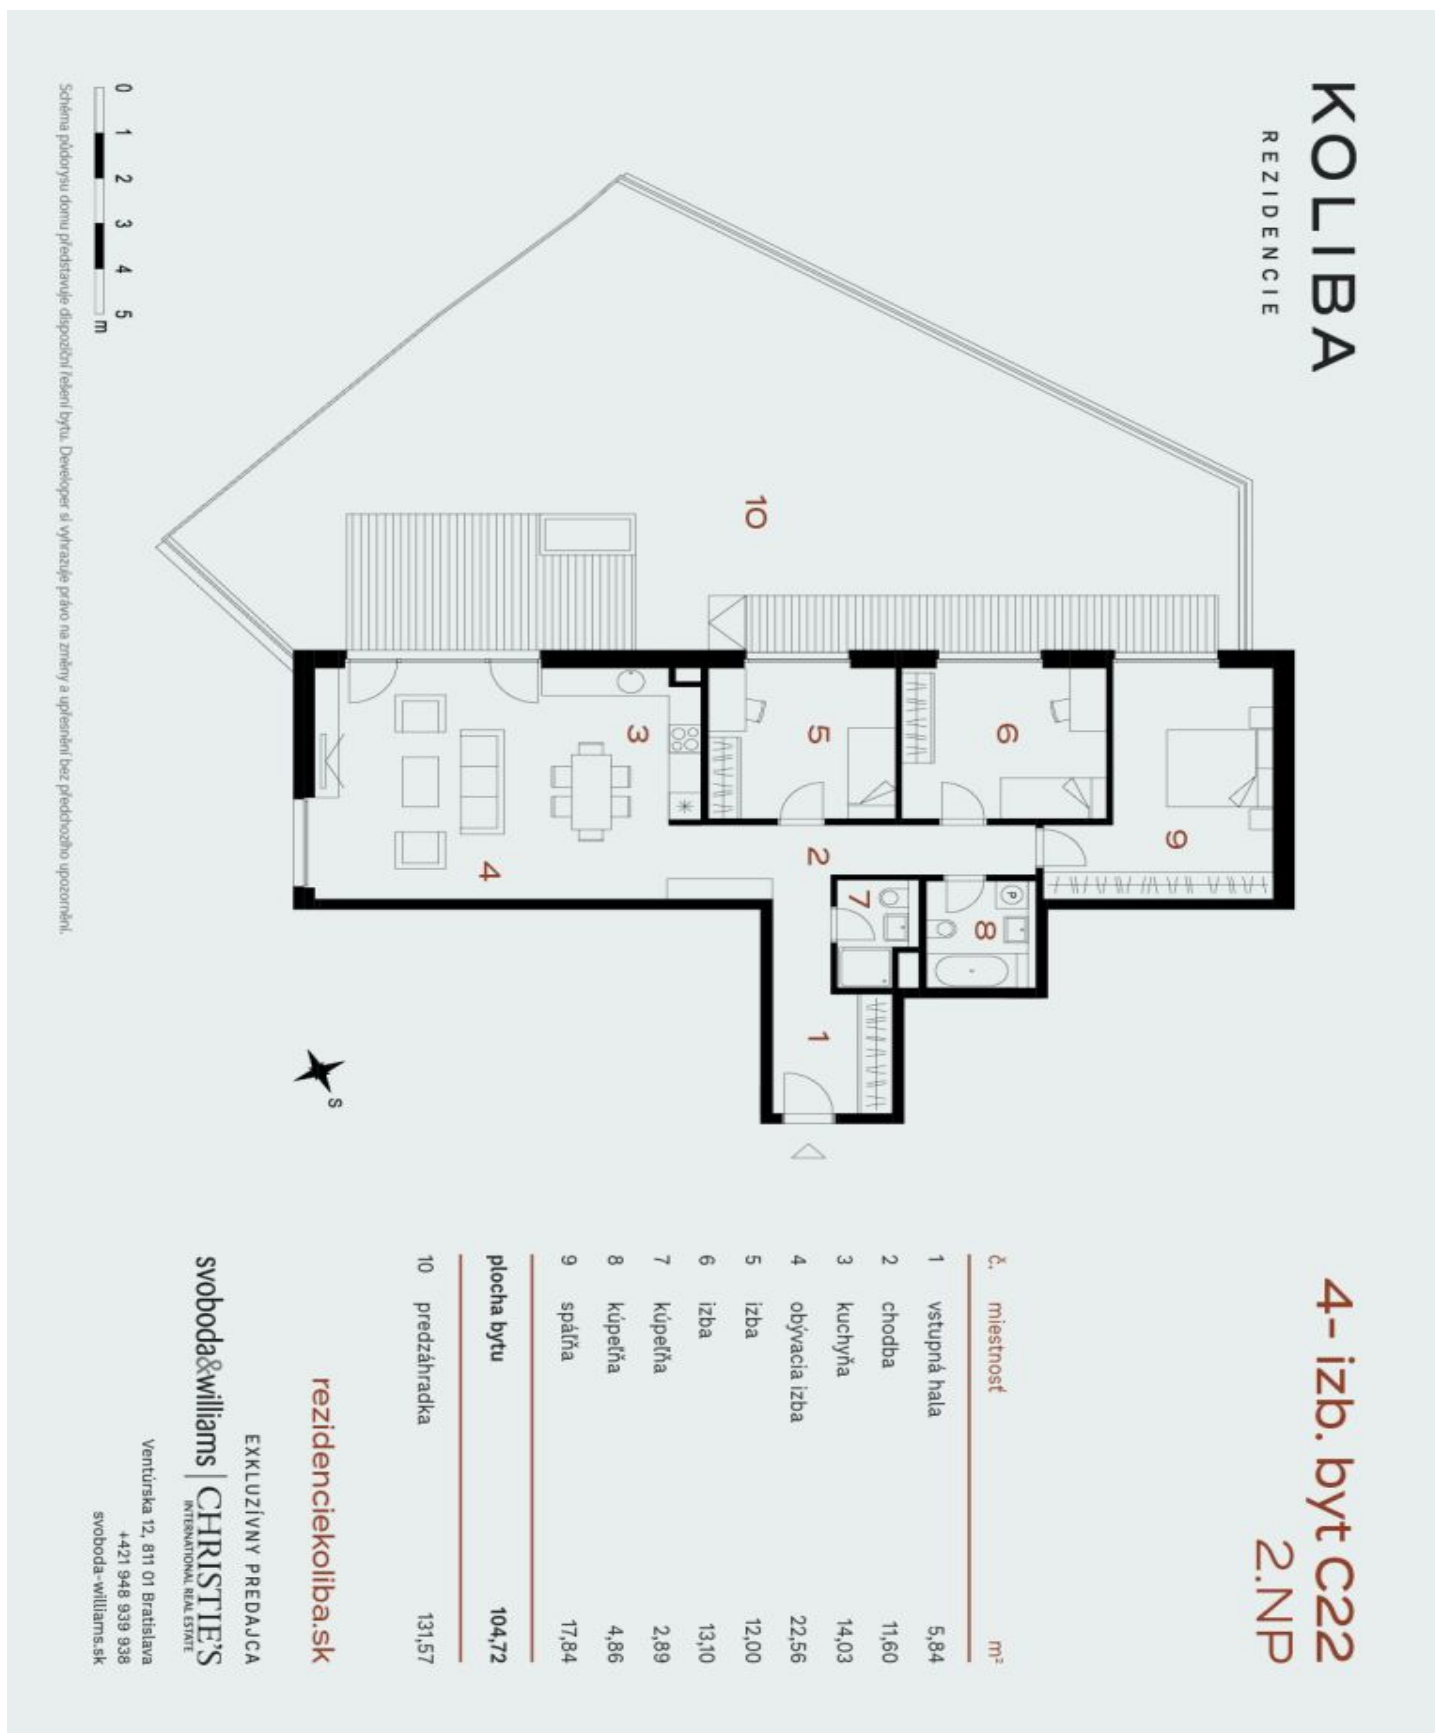 KOLIBA
REZIDENCIE
4- izb. byt C22
2.NP
č. miestnosť m²
1 vstupná hala 5,84
2 chodba 11,60
3 kuchyňa 14,03
4 obývacia izba 22,56
5 izba 12,00
6 izba 13,10
7 kúpeľňa 2,89
8 kúpeľňa 4,86
9 spáľňa 17,84
plocha bytu 104,72
10 predzáhradka 131,57
10
3
5
6
9
4
2
7
8
P
1
S
rezidenciekoliba.sk
EXKLUZÍVNY PREDAJCA
svoboda&williams | CHRISTIE'S
INTERNATIONAL REAL ESTATE
Ventúrska 12, 811 01 Bratislava
+421 948 939 938
svoboda-williams.sk
0 1 2 3 4 5 m
Schéma půdorysu domu představuje dispoziční řešení bytu. Developer si vyhrazuje právo na změny a upřesnění bez předchozího upozornění.